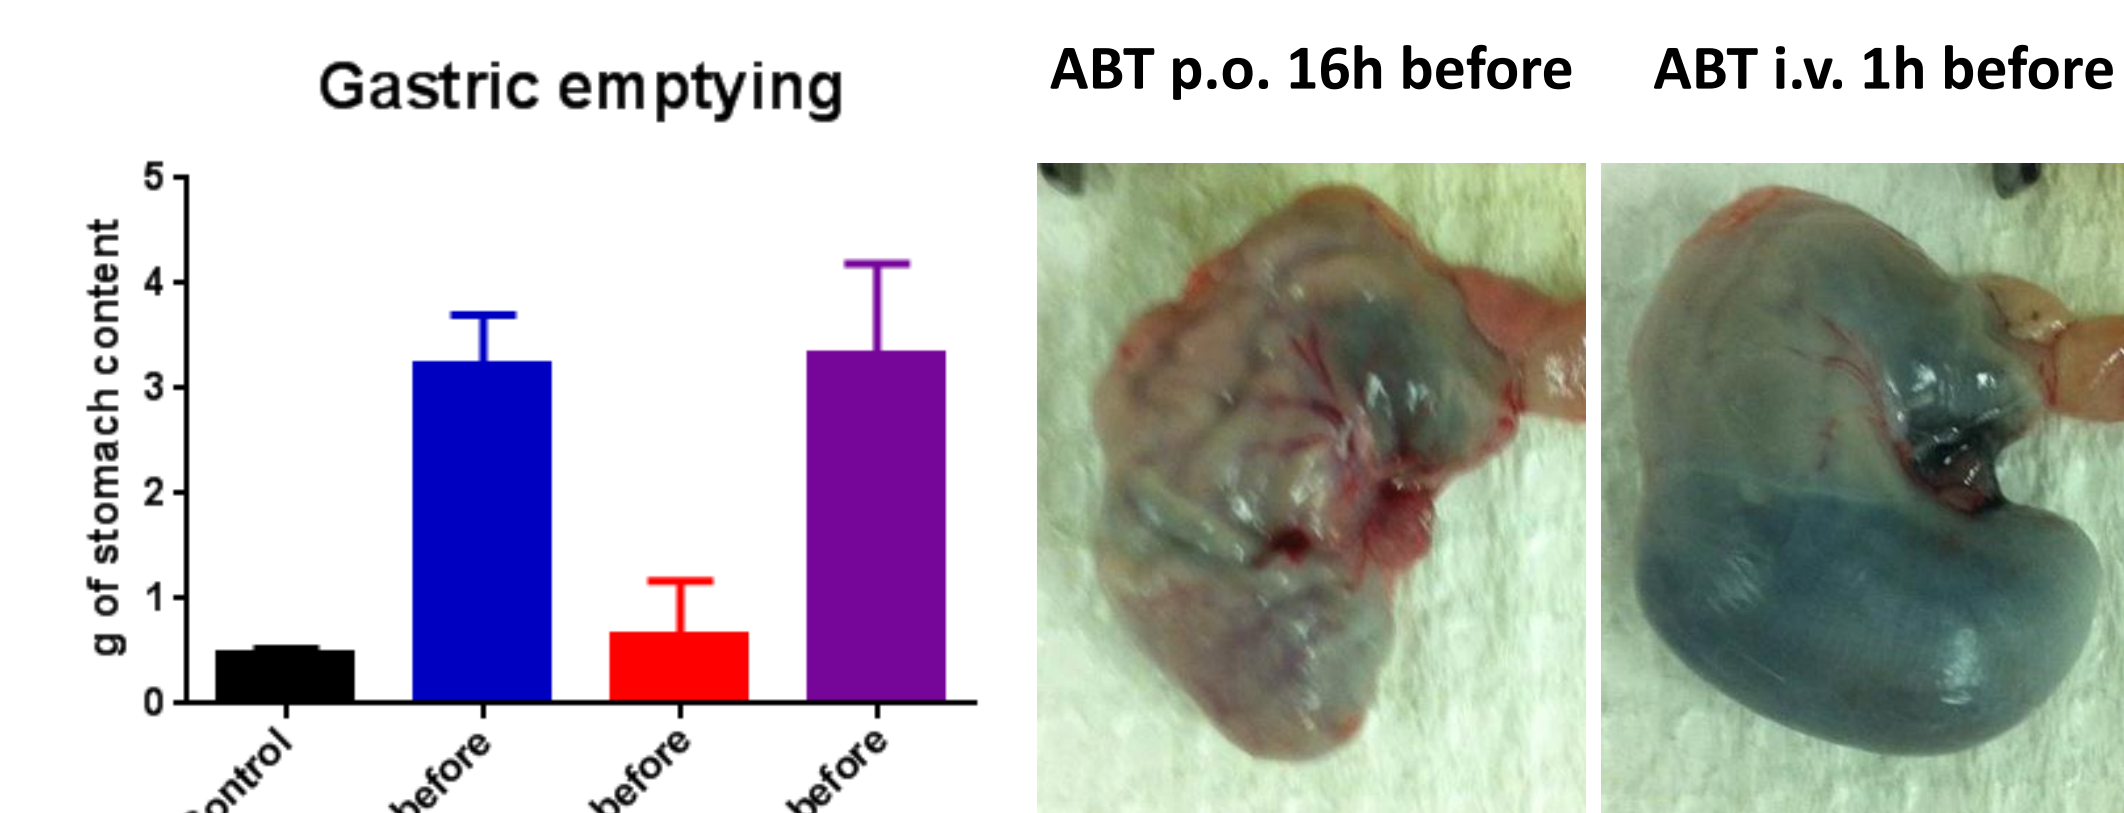 Gastric emptying
ABT p.o. 16h before
ABT i.v. 1h before
g of stomach content
5
4
3
2
1
0
before
before
before